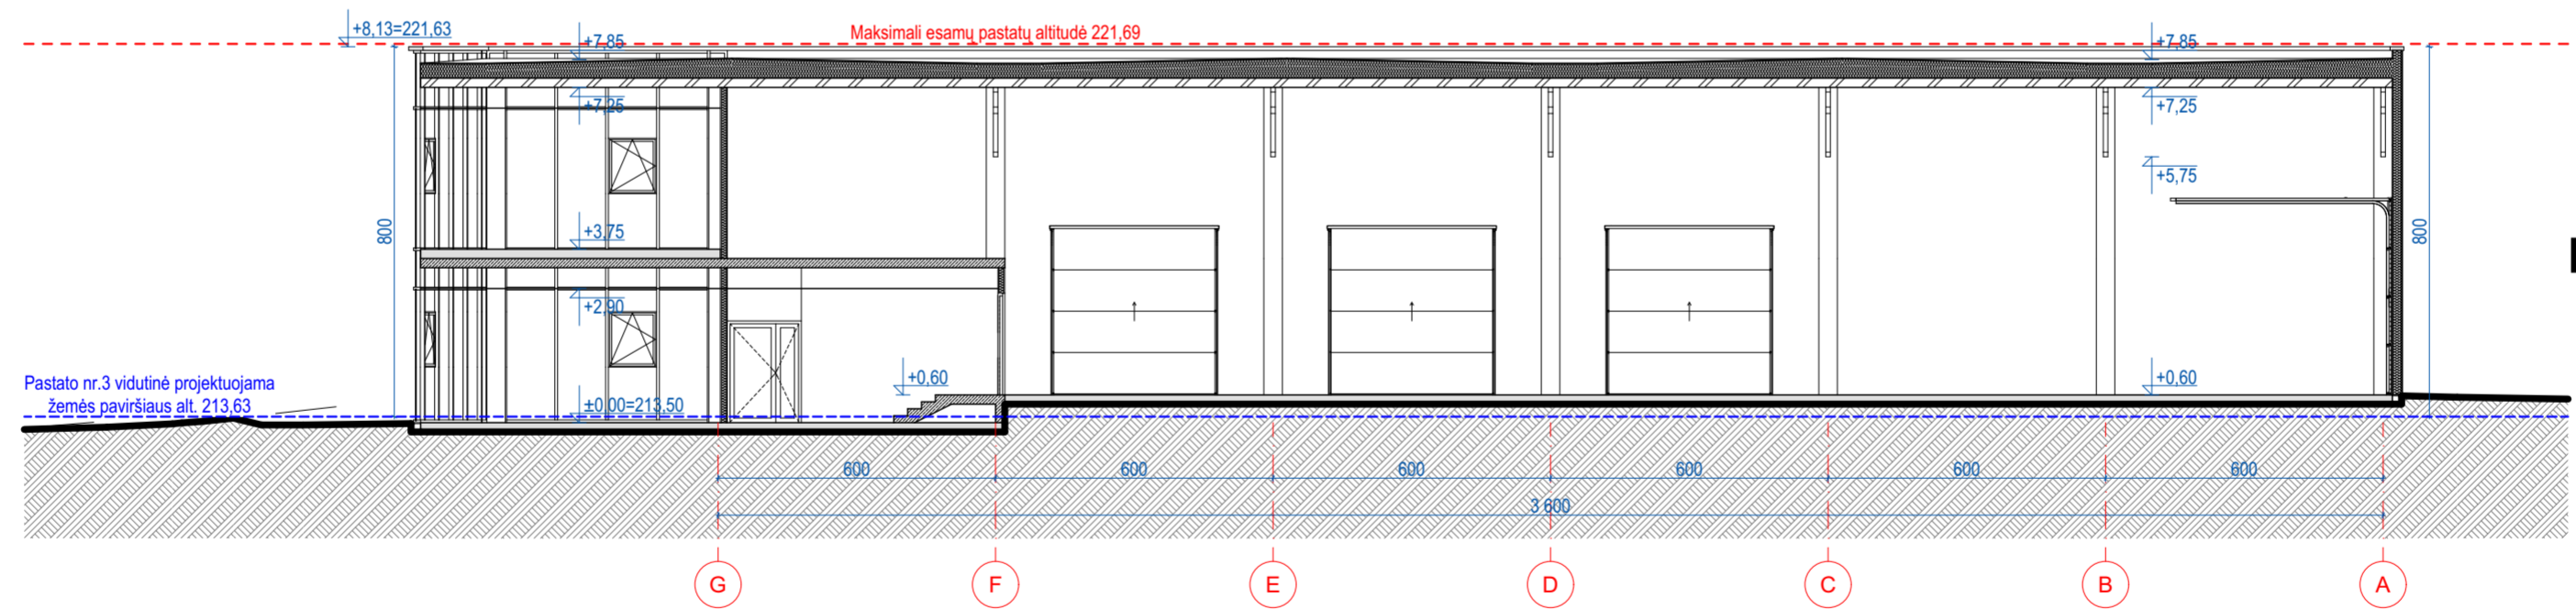 +8,13=221,63
Maksimali esamų pastatų altitudė 221,69
+7,85
+7,85
+7,25
+7,25
+5,75
800
+3,75
800
+2,90
Pastato nr.3 vidutinė projektuojama
žemės paviršiaus alt. 213,63
+0,60
+0,60
±0,00=213,50
600
600
600
600
600
600
3 600
G
F
E
D
C
B
A